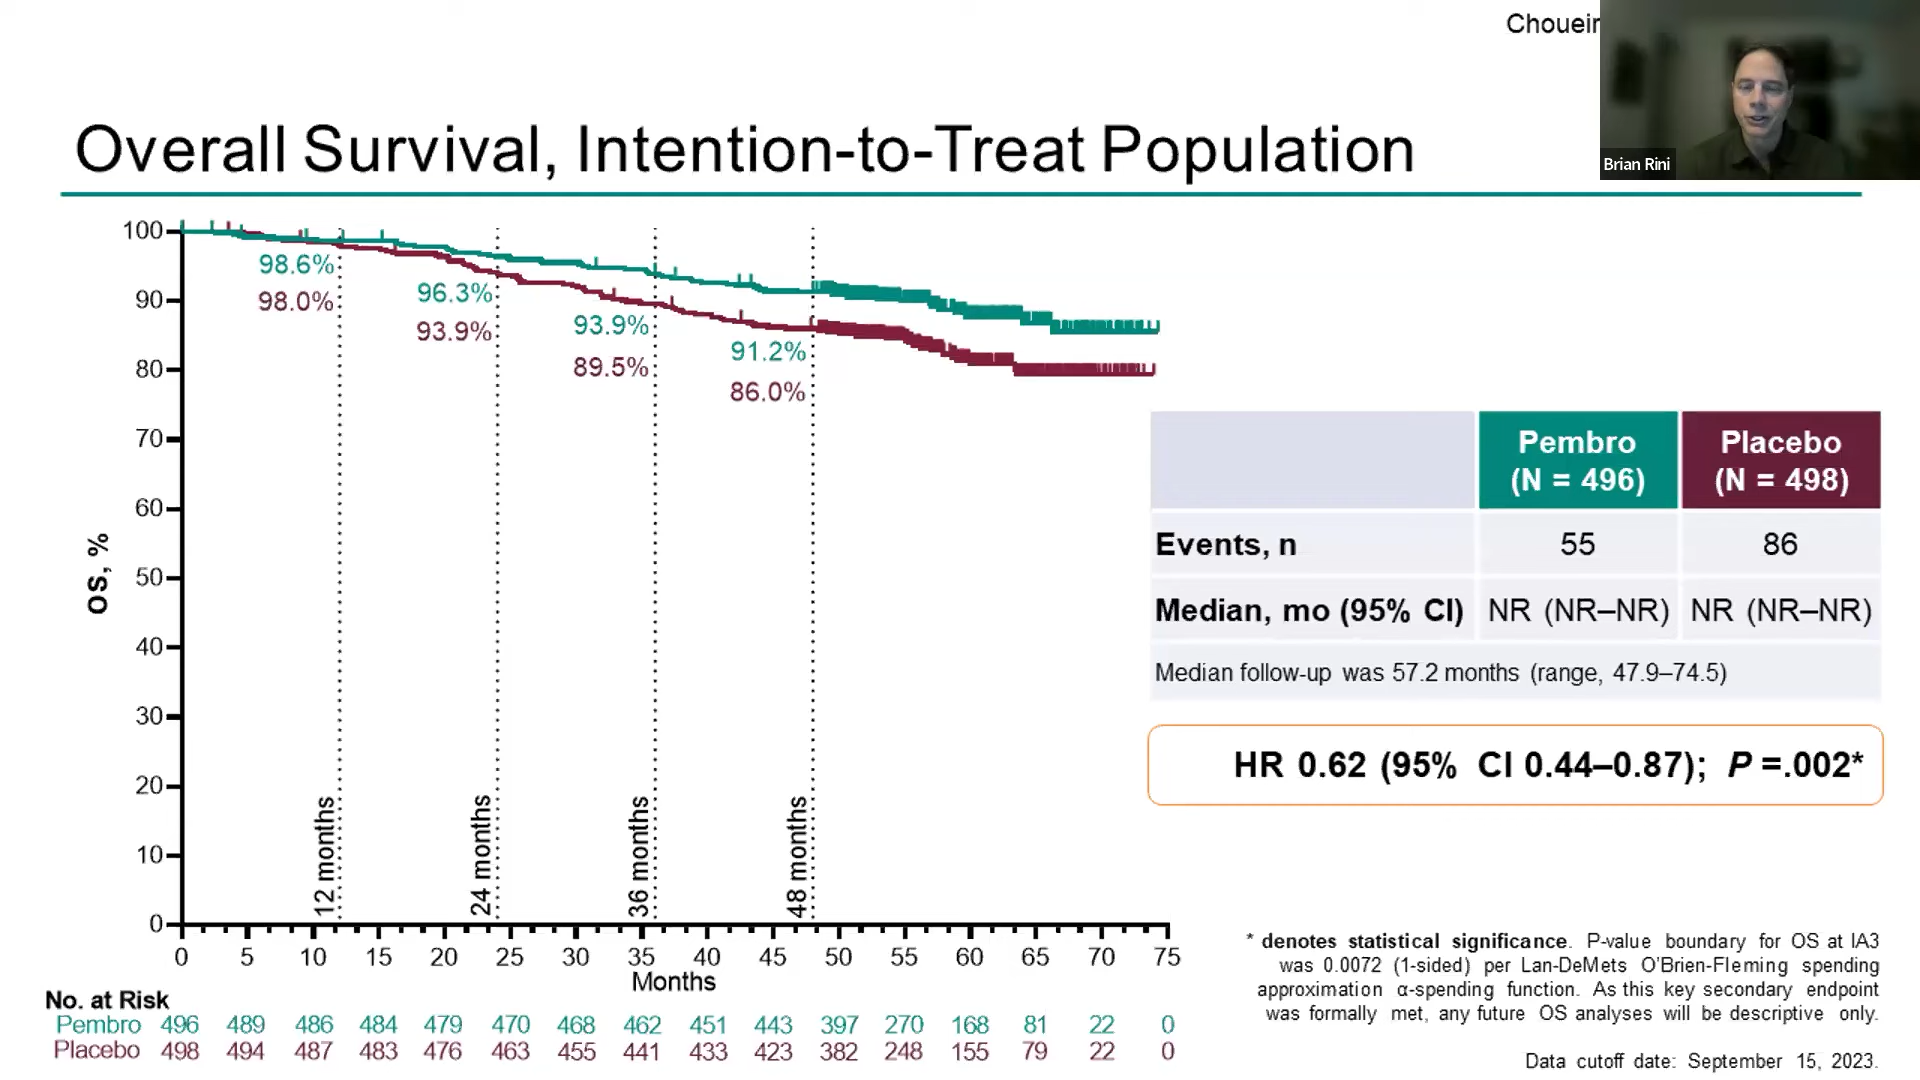 Choueir
Brian Rini
Overall Survival, Intention-to-Treat Population
100
90
80
70
60
50
40
30
20
10
0
OS, %
98.6%
98.0%
96.3%
93.9%
93.9%
89.5%
91.2%
86.0%
12 months
24 months
36 months
48 months
0 5 10 15 20 25 30 35 40 45 50 55 60 65 70 75
Months
No. at Risk
Pembro 496 489 486 484 479 470 468 462 451 443 397 270 168 81 22 0
Placebo 498 494 487 483 476 463 455 441 433 423 382 248 155 79 22 0
Pembro Placebo
(N = 496) (N = 498)
Events, n 55 86
Median, mo (95% CI) NR (NR–NR) NR (NR–NR)
Median follow-up was 57.2 months (range, 47.9–74.5)
HR 0.62 (95% CI 0.44–0.87); P =.002*
* denotes statistical significance. P-value boundary for OS at IA3
was 0.0072 (1-sided) per Lan-DeMets O'Brien-Fleming spending
approximation α-spending function. As this key secondary endpoint
was formally met, any future OS analyses will be descriptive only.
Data cutoff date: September 15, 2023.